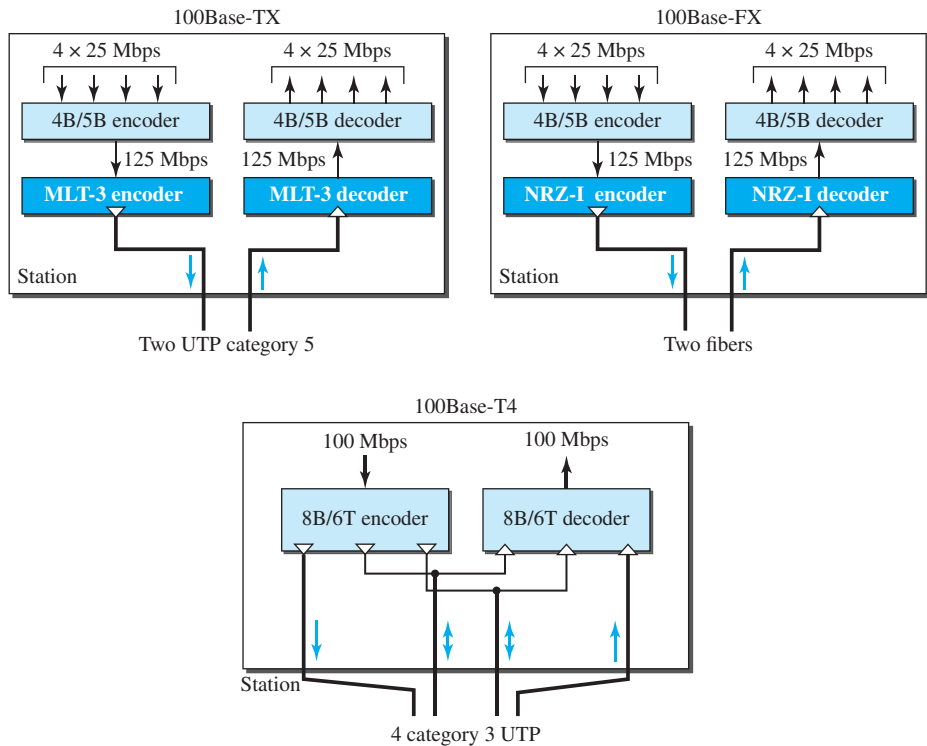 100Base-TX
4 × 25 Mbps
4 × 25 Mbps
4B/5B encoder
4B/5B decoder
125 Mbps
125 Mbps
MLT-3 encoder
MLT-3 decoder
Station
Two UTP category 5
100Base-FX
4 × 25 Mbps
4 × 25 Mbps
4B/5B encoder
4B/5B decoder
125 Mbps
125 Mbps
NRZ-I encoder
NRZ-I decoder
Station
Two fibers
100Base-T4
100 Mbps
100 Mbps
8B/6T encoder
8B/6T decoder
Station
4 category 3 UTP